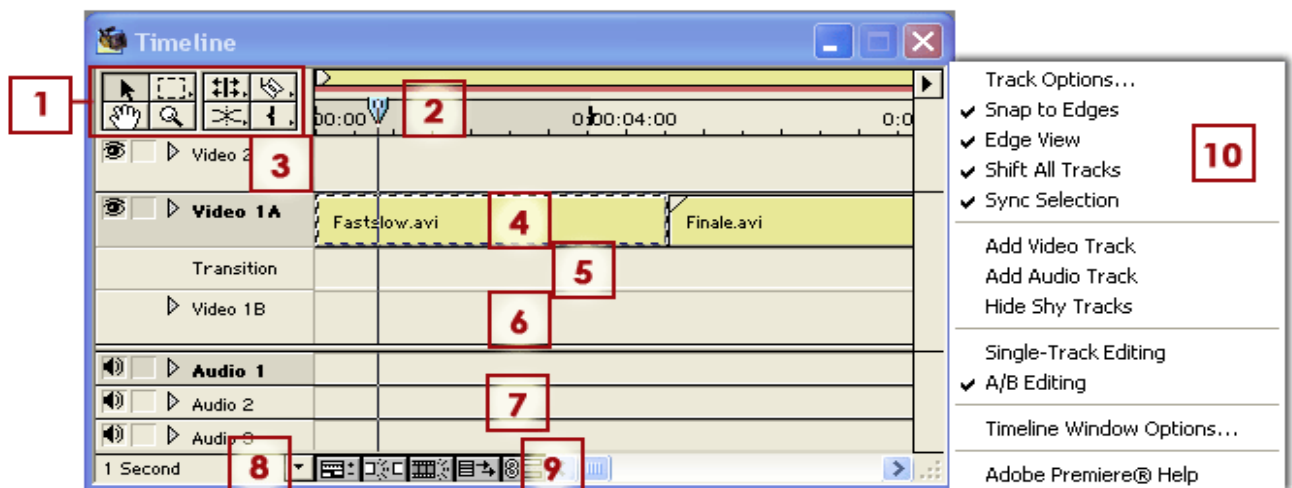 Timeline
1
2
00:00
0:00:04:00
0:0
3
Video 2
Video 1A
4
Fastslow.avi
Finale.avi
Transition
5
Video 1B
6
Audio 1
Audio 2
7
Audio
1 Second
8
9
Track Options...
Snap to Edges
Edge View
Shift All Tracks
Sync Selection
10
Add Video Track
Add Audio Track
Hide Shy Tracks
Single-Track Editing
A/B Editing
Timeline Window Options...
Adobe Premiere® Help